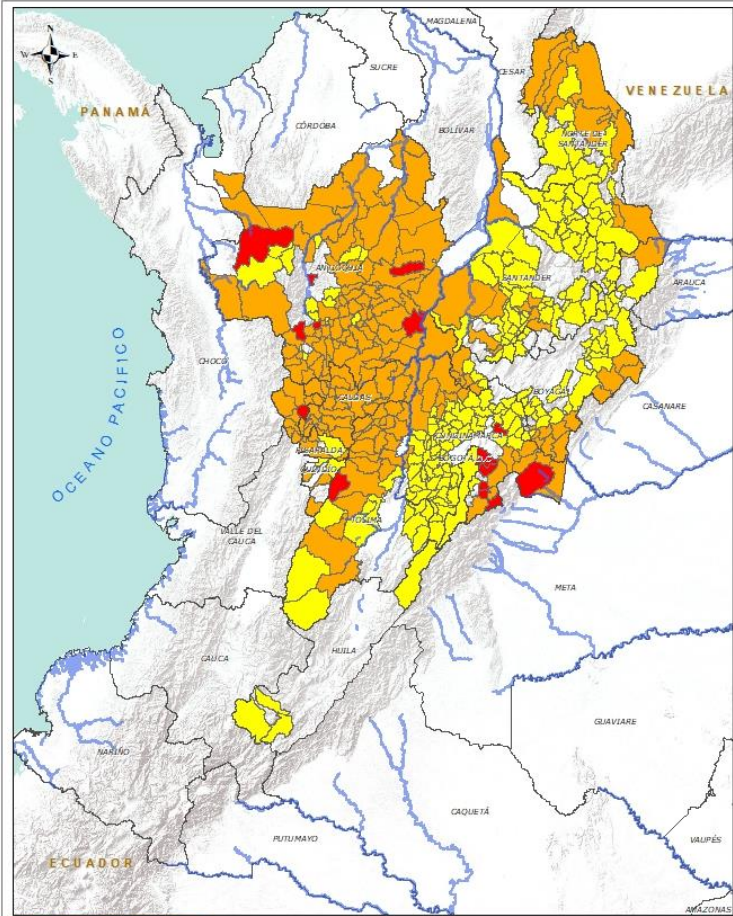 MAGDALENA
N
W E
S
SUCRE
CESAR
VENEZUELA
PANAMÁ
CÓRDOBA
BOLÍVAR
NORTE DE
SANTANDER
ANTIOQUIA
SANTANDER
ARAUCA
CHOCÓ
OCEANO PACIFICO
CALDAS
BOYACÁ
CASANARE
CUNDINAMARCA
RISARALDA
BOGOTÁ, D.C.
QUINDÍO
TOLIMA
VALLE DEL
CAUCA
META
HUILA
CAUCA
GUAVIARE
NARIÑO
CAQUETÁ
PUTUMAYO
VAUPÉS
ECUADOR
AMAZONAS